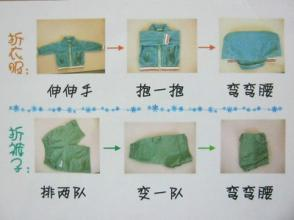 折衣服：
伸伸手 抱一抱 弯弯腰
折裤子：
排两队 变一队 弯弯腰